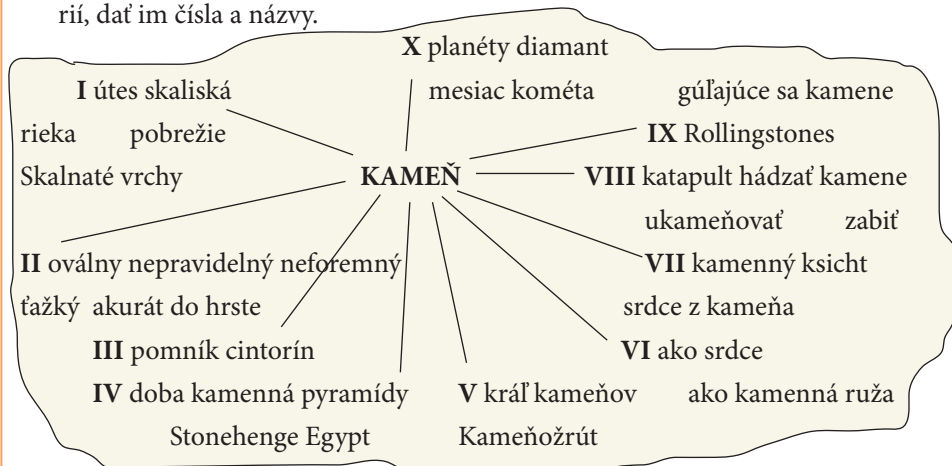 rií, dať im čísla a názvy.
X planéty diamant
I útes skaliská mesiac kométa gúľajúce sa kamene
rieka pobrežie IX Rollingstones
Skalnaté vrchy KAMEŇ VIII katapult hádzať kamene
ukameňovať zabiť
II oválny nepravidelný neforemný VII kamenný ksicht
ťažký akurát do hrste srdce z kameňa
III pomník cintorín VI ako srdce
IV doba kamenná pyramídy V kráľ kameňov ako kamenná ruža
Stonehenge Egypt Kameňožrút